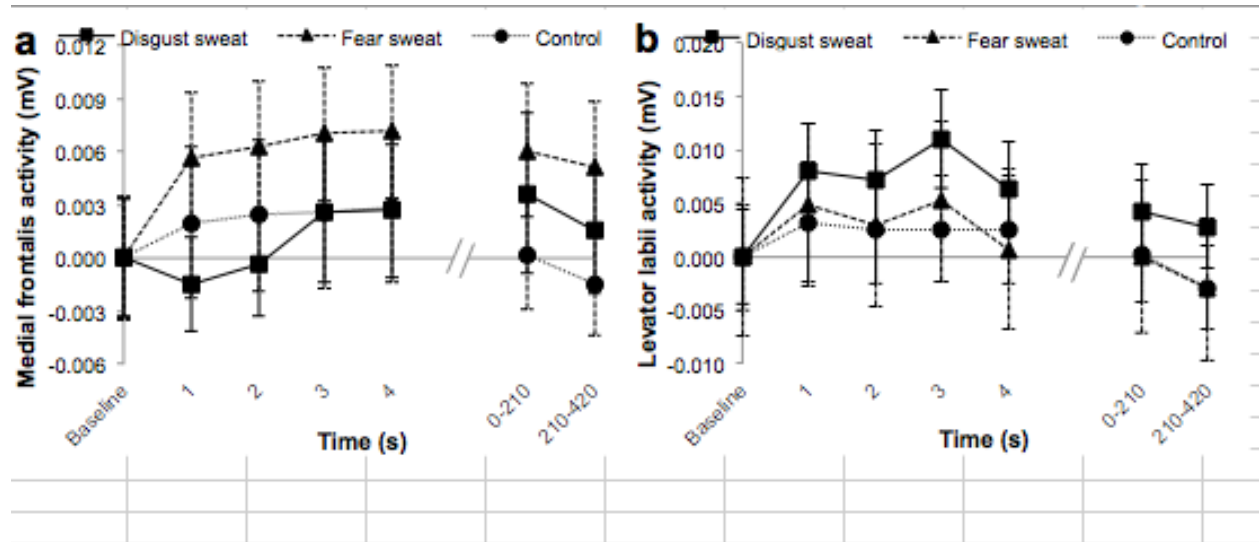 a
Disgust sweat Fear sweat Control
0.012
0.009
0.006
0.003
0.000
-0.003
-0.006
Medial frontalis activity (mV)
Baseline 1 2 3 4 0-210 210-420
Time (s)
b
Disgust sweat Fear sweat Control
0.020
0.015
0.010
0.005
0.000
-0.005
-0.010
Levator labii activity (mV)
Baseline 1 2 3 4 0-210 210-420
Time (s)